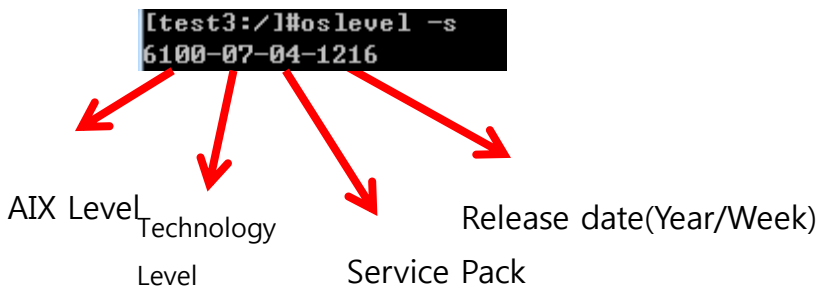 [test3:/]#oslevel -s
6100-07-04-1216
AIX Level
Technology
Level
Service Pack
Release date(Year/Week)